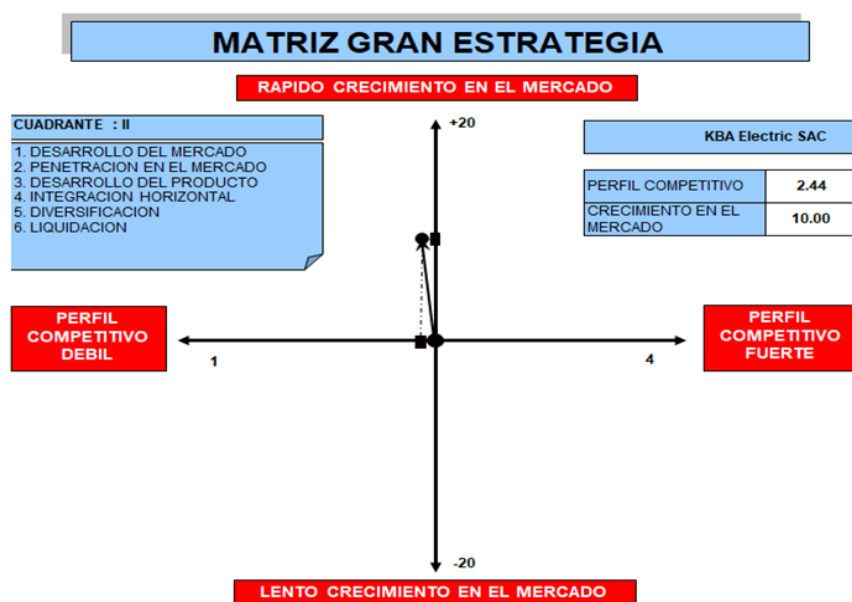 MATRIZ GRAN ESTRATEGIA
RAPIDO CRECIMIENTO EN EL MERCADO
CUADRANTE : II
1. DESARROLLO DEL MERCADO
2. PENETRACION EN EL MERCADO
3. DESARROLLO DEL PRODUCTO
4. INTEGRACION HORIZONTAL
5. DIVERSIFICACION
6. LIQUIDACION
+20
KBA Electric SAC
PERFIL COMPETITIVO 2.44
CRECIMIENTO EN EL
MERCADO 10.00
PERFIL
COMPETITIVO
DEBIL
1
4
PERFIL
COMPETITIVO
FUERTE
-20
LENTO CRECIMIENTO EN EL MERCADO